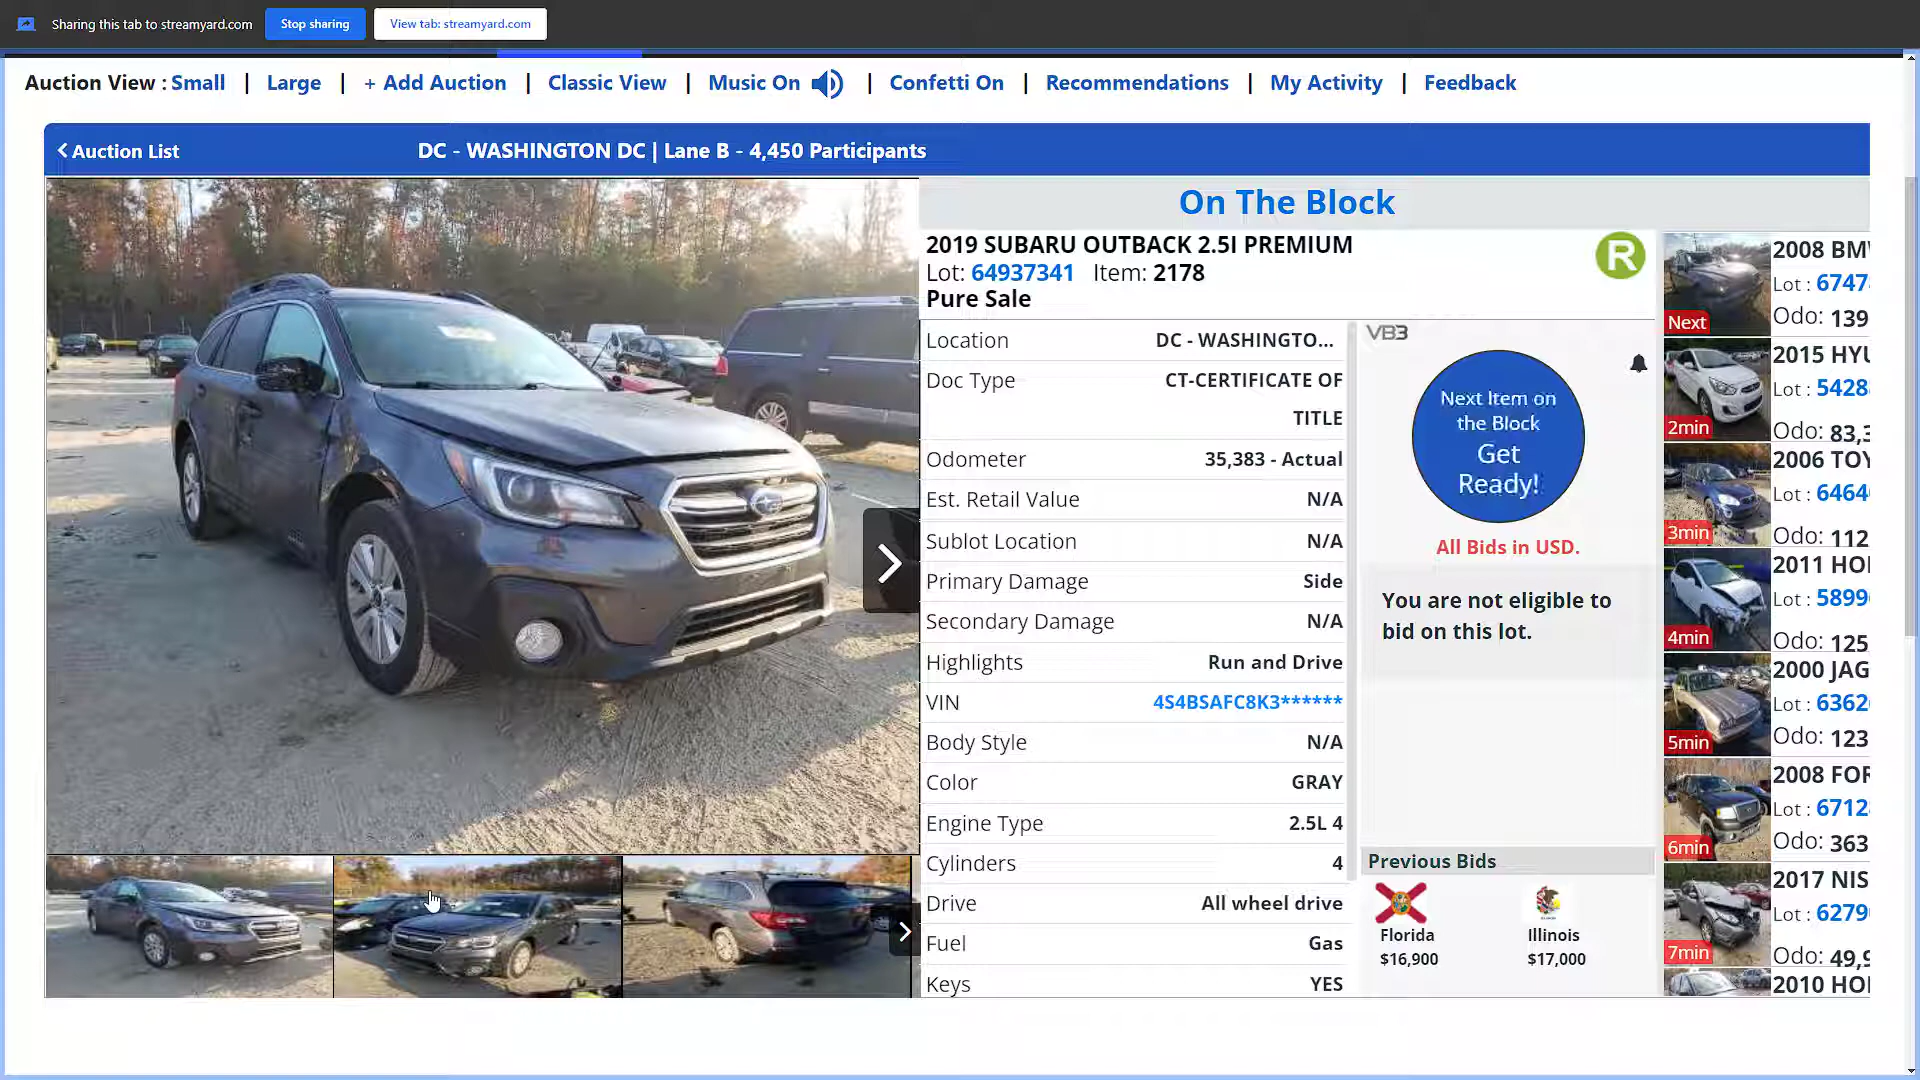 Sharing this tab to streamyard.com Stop sharing View tab: streamyard.com
Auction View : Small | Large | + Add Auction | Classic View | Music On | Confetti On | Recommendations | My Activity | Feedback
Auction List
DC - WASHINGTON DC | Lane B - 4,450 Participants
On The Block
2019 SUBARU OUTBACK 2.5I PREMIUM
Lot: 64937341 Item: 2178
Pure Sale
R
Location DC - WASHINGTO...
Doc Type CT-CERTIFICATE OF
TITLE
Odometer 35,383 - Actual
Est. Retail Value N/A
Sublot Location N/A
Primary Damage Side
Secondary Damage N/A
Highlights Run and Drive
VIN 4S4BSAFC8K3******
Body Style N/A
Color GRAY
Engine Type 2.5L 4
Cylinders 4
Drive All wheel drive
Fuel Gas
Keys YES
VB3
Next Item on
the Block
Get
Ready!
All Bids in USD.
You are not eligible to
bid on this lot.
Previous Bids
Florida
$16,900
Illinois
$17,000
2008 BMW
Lot : 6747
Odo: 139
Next
2015 HYU
Lot : 5428
Odo: 83,3
2min
2006 TOY
Lot : 6464
Odo: 112
3min
2011 HO
Lot : 5899
Odo: 125
4min
2000 JAG
Lot : 6362
Odo: 123
5min
2008 FOR
Lot : 6712
Odo: 363
6min
2017 NIS
Lot : 6279
Odo: 49,9
7min
2010 HO